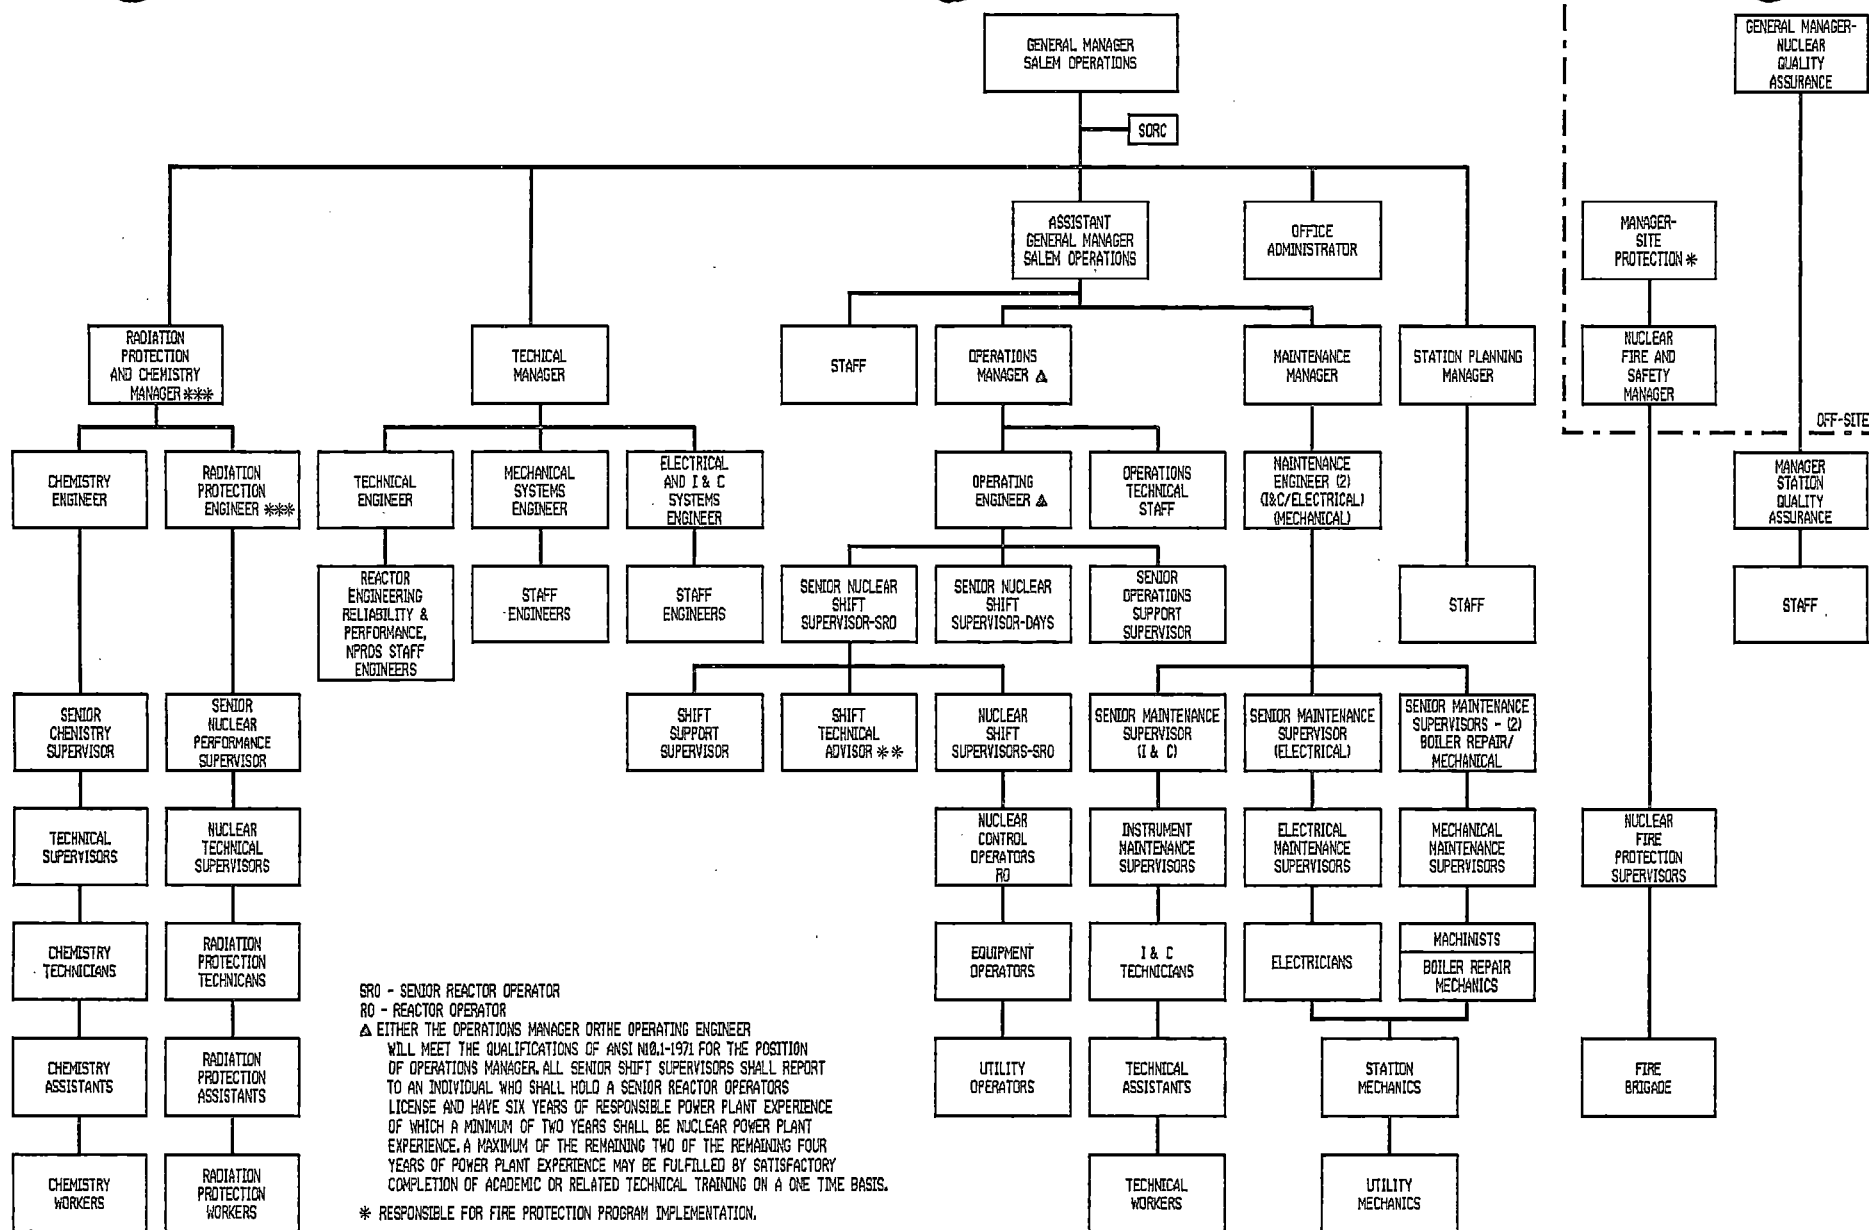 GENERAL MANAGER
SALEM OPERATIONS
GENERAL MANAGER-
NUCLEAR
QUALITY
ASSURANCE
SORC
ASSISTANT
GENERAL MANAGER
SALEM OPERATIONS
OFFICE
ADMINISTRATOR
MANAGER-
SITE
PROTECTION *
RADIATION
PROTECTION
AND CHEMISTRY
MANAGER ***
TECHICAL
MANAGER
STAFF
OPERATIONS
MANAGER △
MAINTENANCE
MANAGER
STATION PLANNING
MANAGER
NUCLEAR
FIRE AND
SAFETY
MANAGER
OFF-SITE
CHEMISTRY
ENGINEER
RADIATION
PROTECTION
ENGINEER ***
TECHNICAL
ENGINEER
MECHANICAL
SYSTEMS
ENGINEER
ELECTRICAL
AND I & C
SYSTEMS
ENGINEER
OPERATING
ENGINEER △
OPERATIONS
TECHNICAL
STAFF
MAINTENANCE
ENGINEER (2)
(I&C/ELECTRICAL)
(MECHANICAL)
MANAGER
STATION
QUALITY
ASSURANCE
REACTOR
ENGINEERING
RELIABILITY &
PERFORMANCE,
NPRDS STAFF
ENGINEERS
STAFF
ENGINEERS
STAFF
ENGINEERS
SENIOR NUCLEAR
SHIFT
SUPERVISOR-SRO
SENIOR NUCLEAR
SHIFT
SUPERVISOR-DAYS
SENIOR
OPERATIONS
SUPPORT
SUPERVISOR
STAFF
STAFF
SENIOR
CHEMISTRY
SUPERVISOR
SENIOR
NUCLEAR
PERFORMANCE
SUPERVISOR
SHIFT
SUPPORT
SUPERVISOR
SHIFT
TECHNICAL
ADVISOR **
NUCLEAR
SHIFT
SUPERVISORS-SRO
SENIOR MAINTENANCE
SUPERVISOR
(I & C)
SENIOR MAINTENANCE
SUPERVISOR
(ELECTRICAL)
SENIOR MAINTENANCE
SUPERVISORS - (2)
BOILER REPAIR/
MECHANICAL
TECHNICAL
SUPERVISORS
NUCLEAR
TECHNICAL
SUPERVISORS
NUCLEAR
CONTROL
OPERATORS
RO
INSTRUMENT
MAINTENANCE
SUPERVISORS
ELECTRICAL
MAINTENANCE
SUPERVISORS
MECHANICAL
MAINTENANCE
SUPERVISORS
NUCLEAR
FIRE
PROTECTION
SUPERVISORS
CHEMISTRY
TECHNICIANS
RADIATION
PROTECTION
TECHNICANS
EQUIPMENT
OPERATORS
I & C
TECHNICIANS
ELECTRICIANS
MACHINISTS
BOILER REPAIR
MECHANICS
CHEMISTRY
ASSISTANTS
RADIATION
PROTECTION
ASSISTANTS
UTILITY
OPERATORS
TECHNICAL
ASSISTANTS
STATION
MECHANICS
FIRE
BRIGADE
CHEMISTRY
WORKERS
RADIATION
PROTECTION
WORKERS
TECHNICAL
WORKERS
UTILITY
MECHANICS
SRO - SENIOR REACTOR OPERATOR
RO - REACTOR OPERATOR
△ EITHER THE OPERATIONS MANAGER ORTHE OPERATING ENGINEER
WILL MEET THE QUALIFICATIONS OF ANSI N18.1-1971 FOR THE POSITION
OF OPERATIONS MANAGER. ALL SENIOR SHIFT SUPERVISORS SHALL REPORT
TO AN INDIVIDUAL WHO SHALL HOLD A SENIOR REACTOR OPERATORS
LICENSE AND HAVE SIX YEARS OF RESPONSIBLE POWER PLANT EXPERIENCE
OF WHICH A MINIMUM OF TWO YEARS SHALL BE NUCLEAR POWER PLANT
EXPERIENCE. A MAXIMUM OF THE REMAINING TWO OF THE REMAINING FOUR
YEARS OF POWER PLANT EXPERIENCE MAY BE FULFILLED BY SATISFACTORY
COMPLETION OF ACADEMIC OR RELATED TECHNICAL TRAINING ON A ONE TIME BASIS.
* RESPONSIBLE FOR FIRE PROTECTION PROGRAM IMPLEMENTATION.